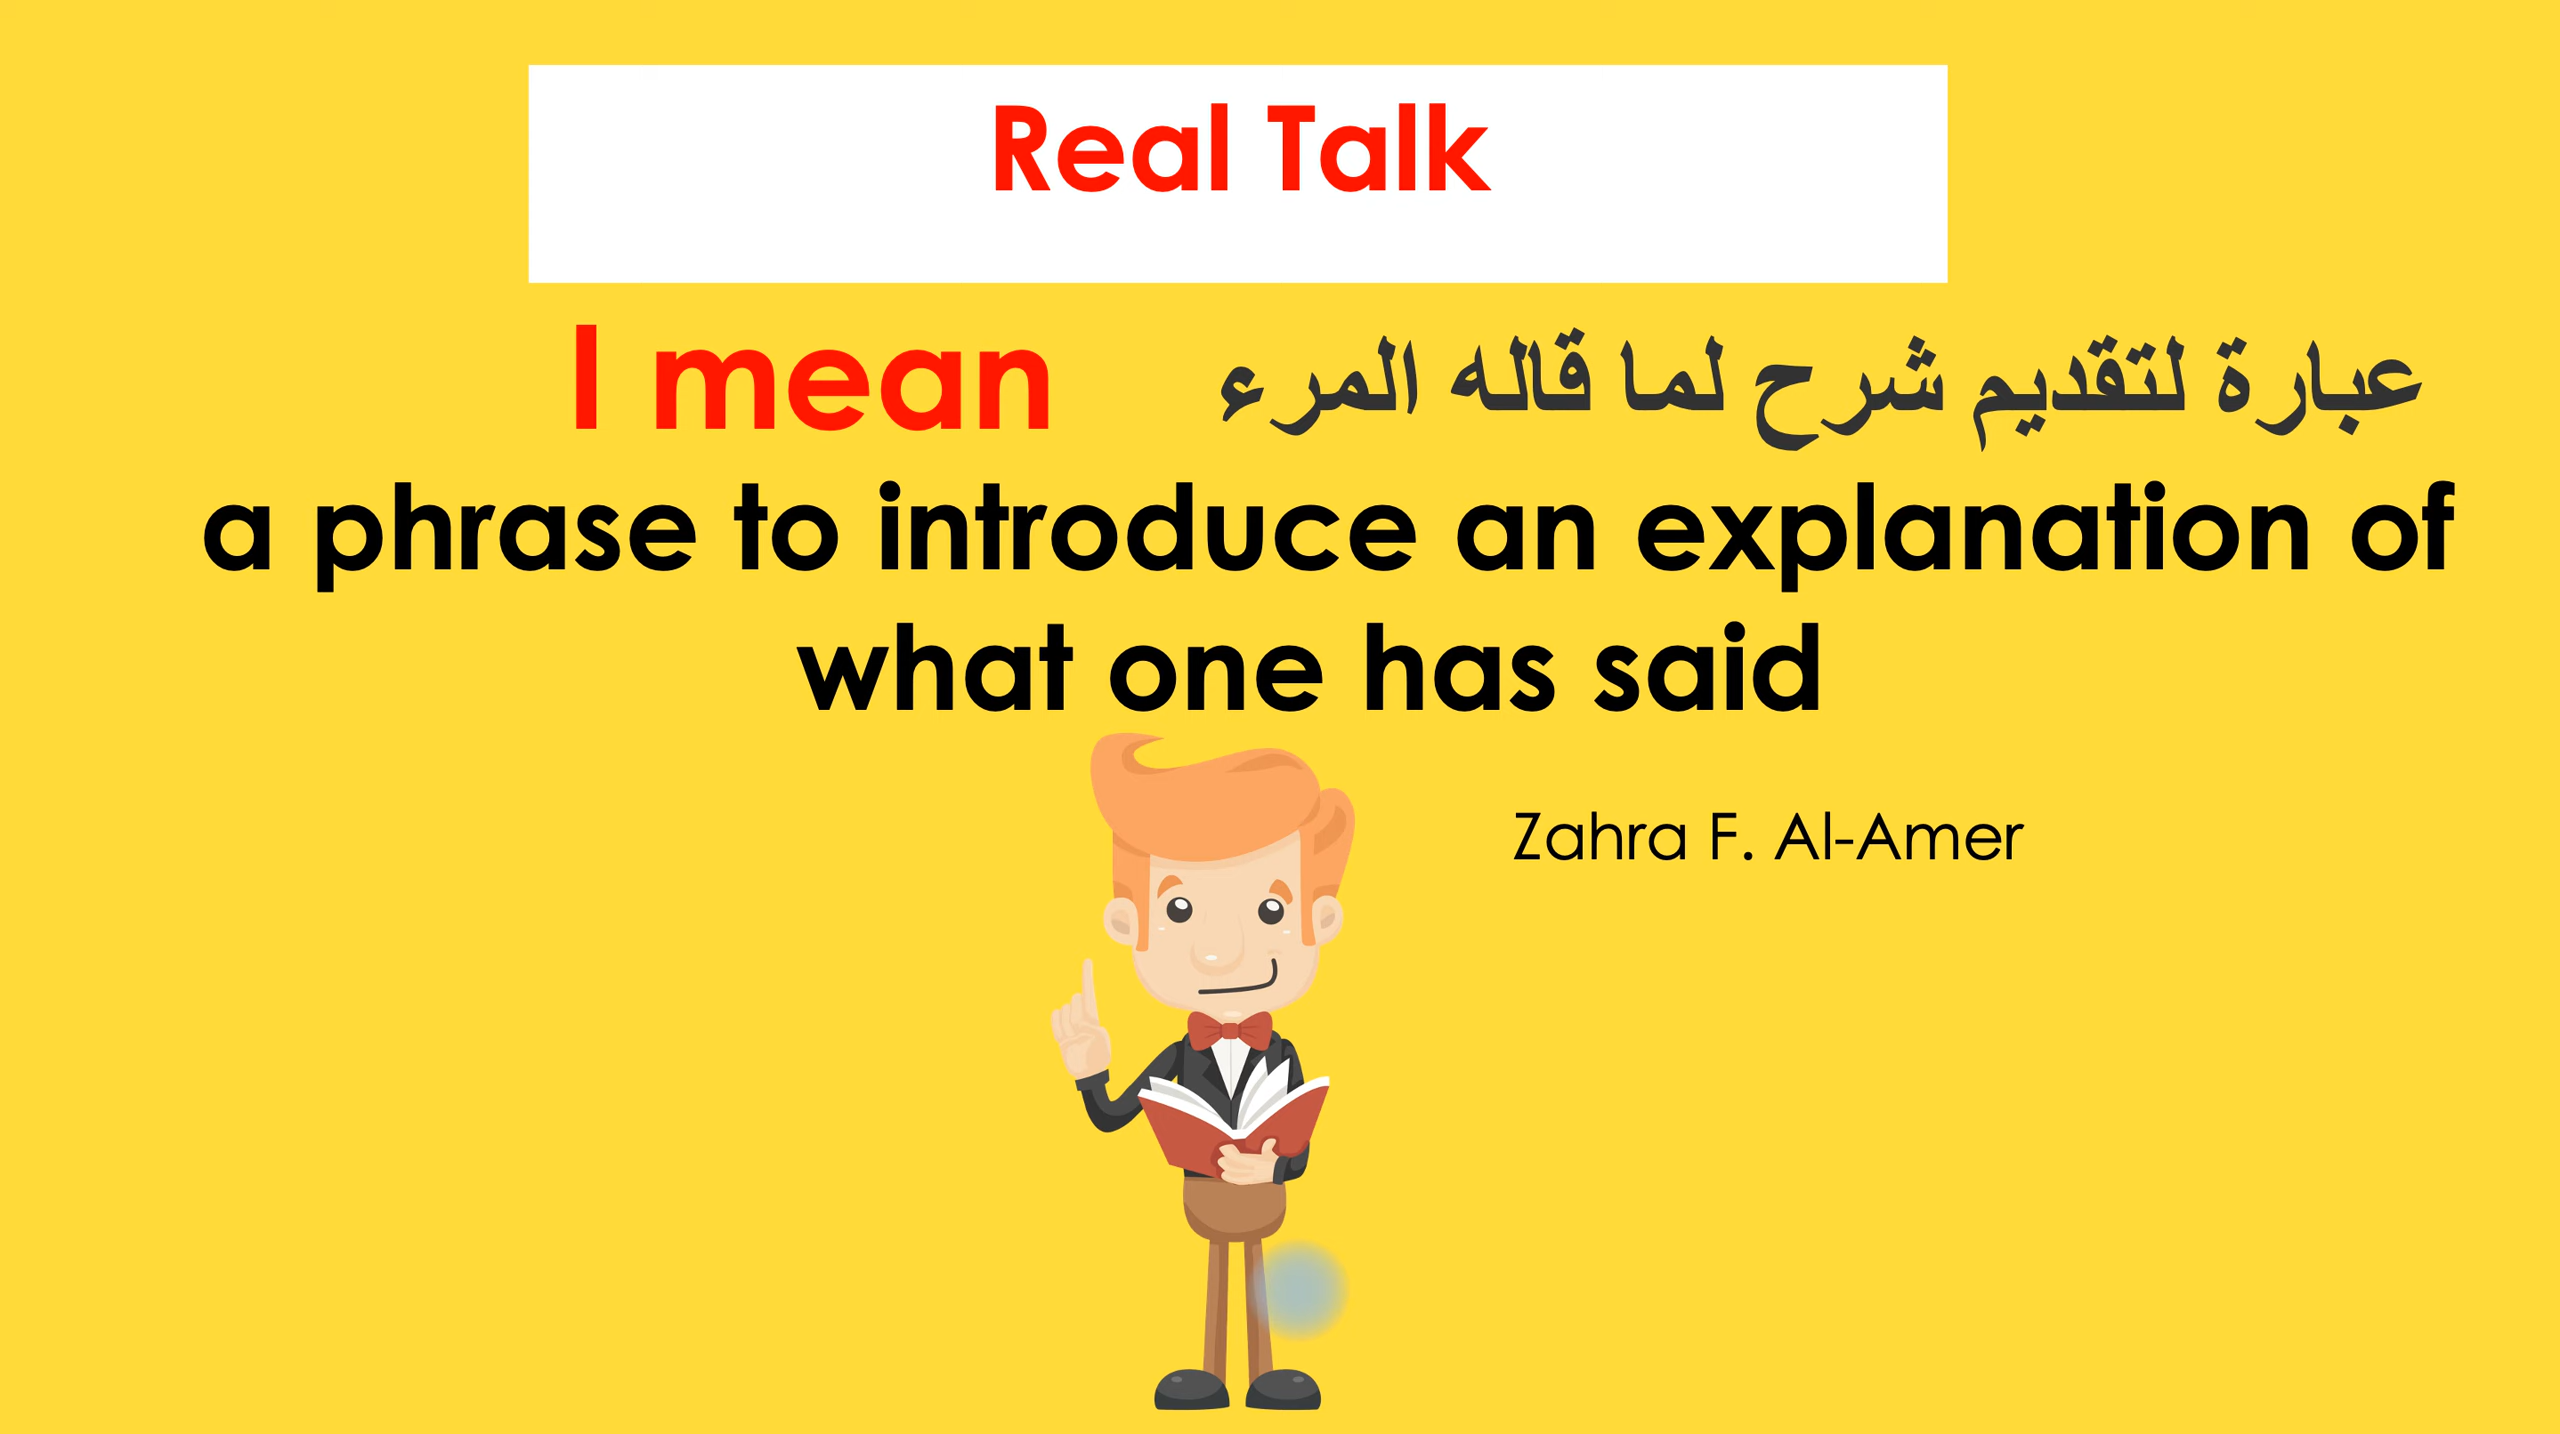 Real Talk
I mean عبارة لتقديم شرح لما قاله المرء
a phrase to introduce an explanation of
what one has said
Zahra F. Al-Amer